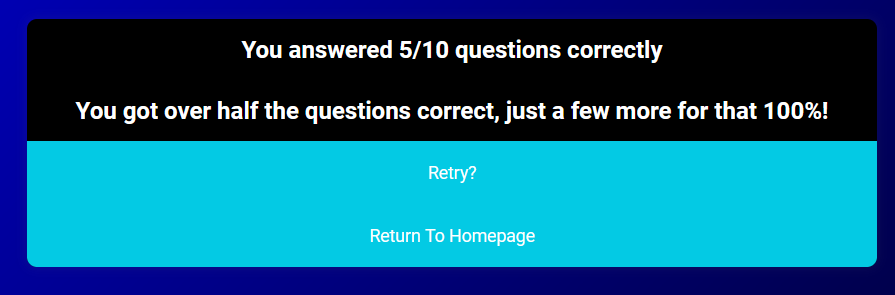 You answered 5/10 questions correctly
You got over half the questions correct, just a few more for that 100%!
Retry?
Return To Homepage